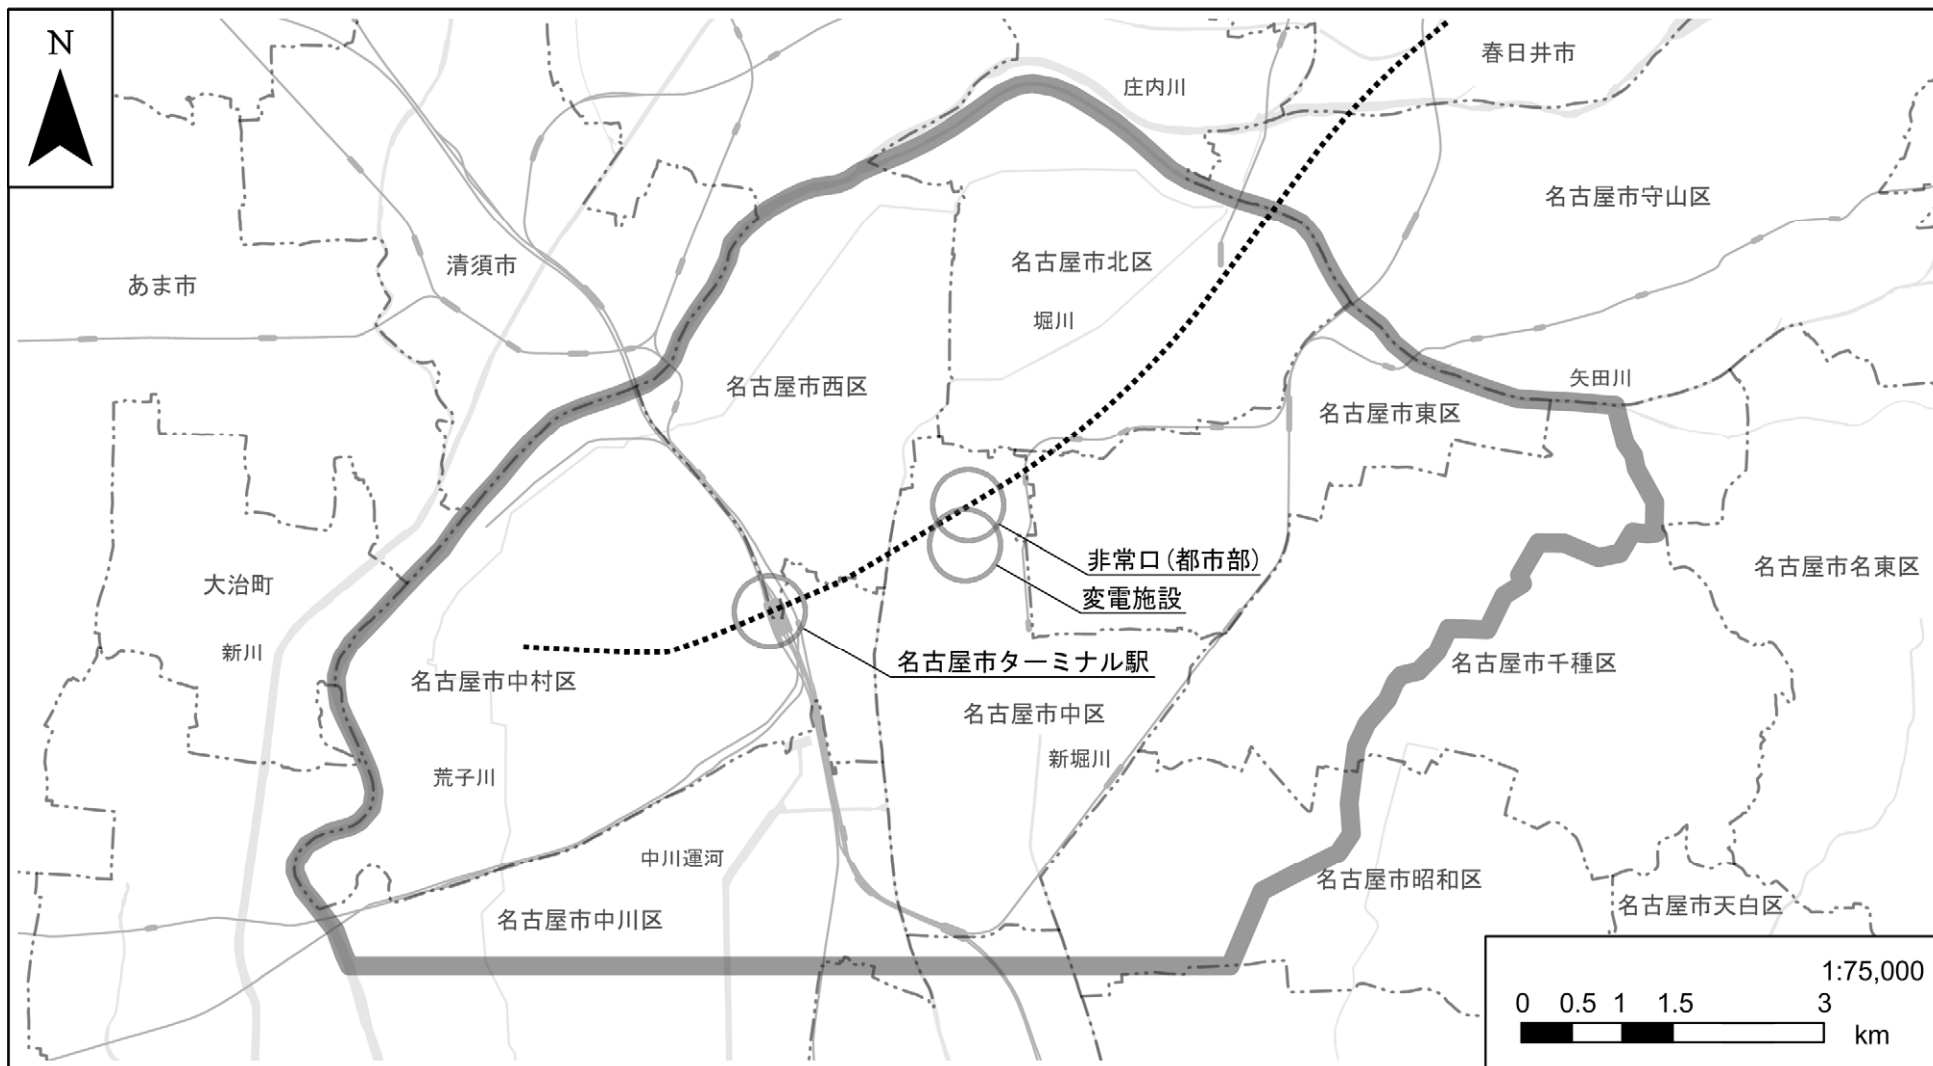 N
春日井市
庄内川
名古屋市守山区
清須市
名古屋市北区
あま市
堀川
名古屋市西区
矢田川
名古屋市東区
非常口(都市部)
名古屋市名東区
大治町
変電施設
新川
名古屋市ターミナル駅
名古屋市千種区
名古屋市中村区
名古屋市中区
新堀川
荒子川
中川運河
名古屋市昭和区
名古屋市天白区
名古屋市中川区
1:75,000
0 0.5 1 1.5 3
km